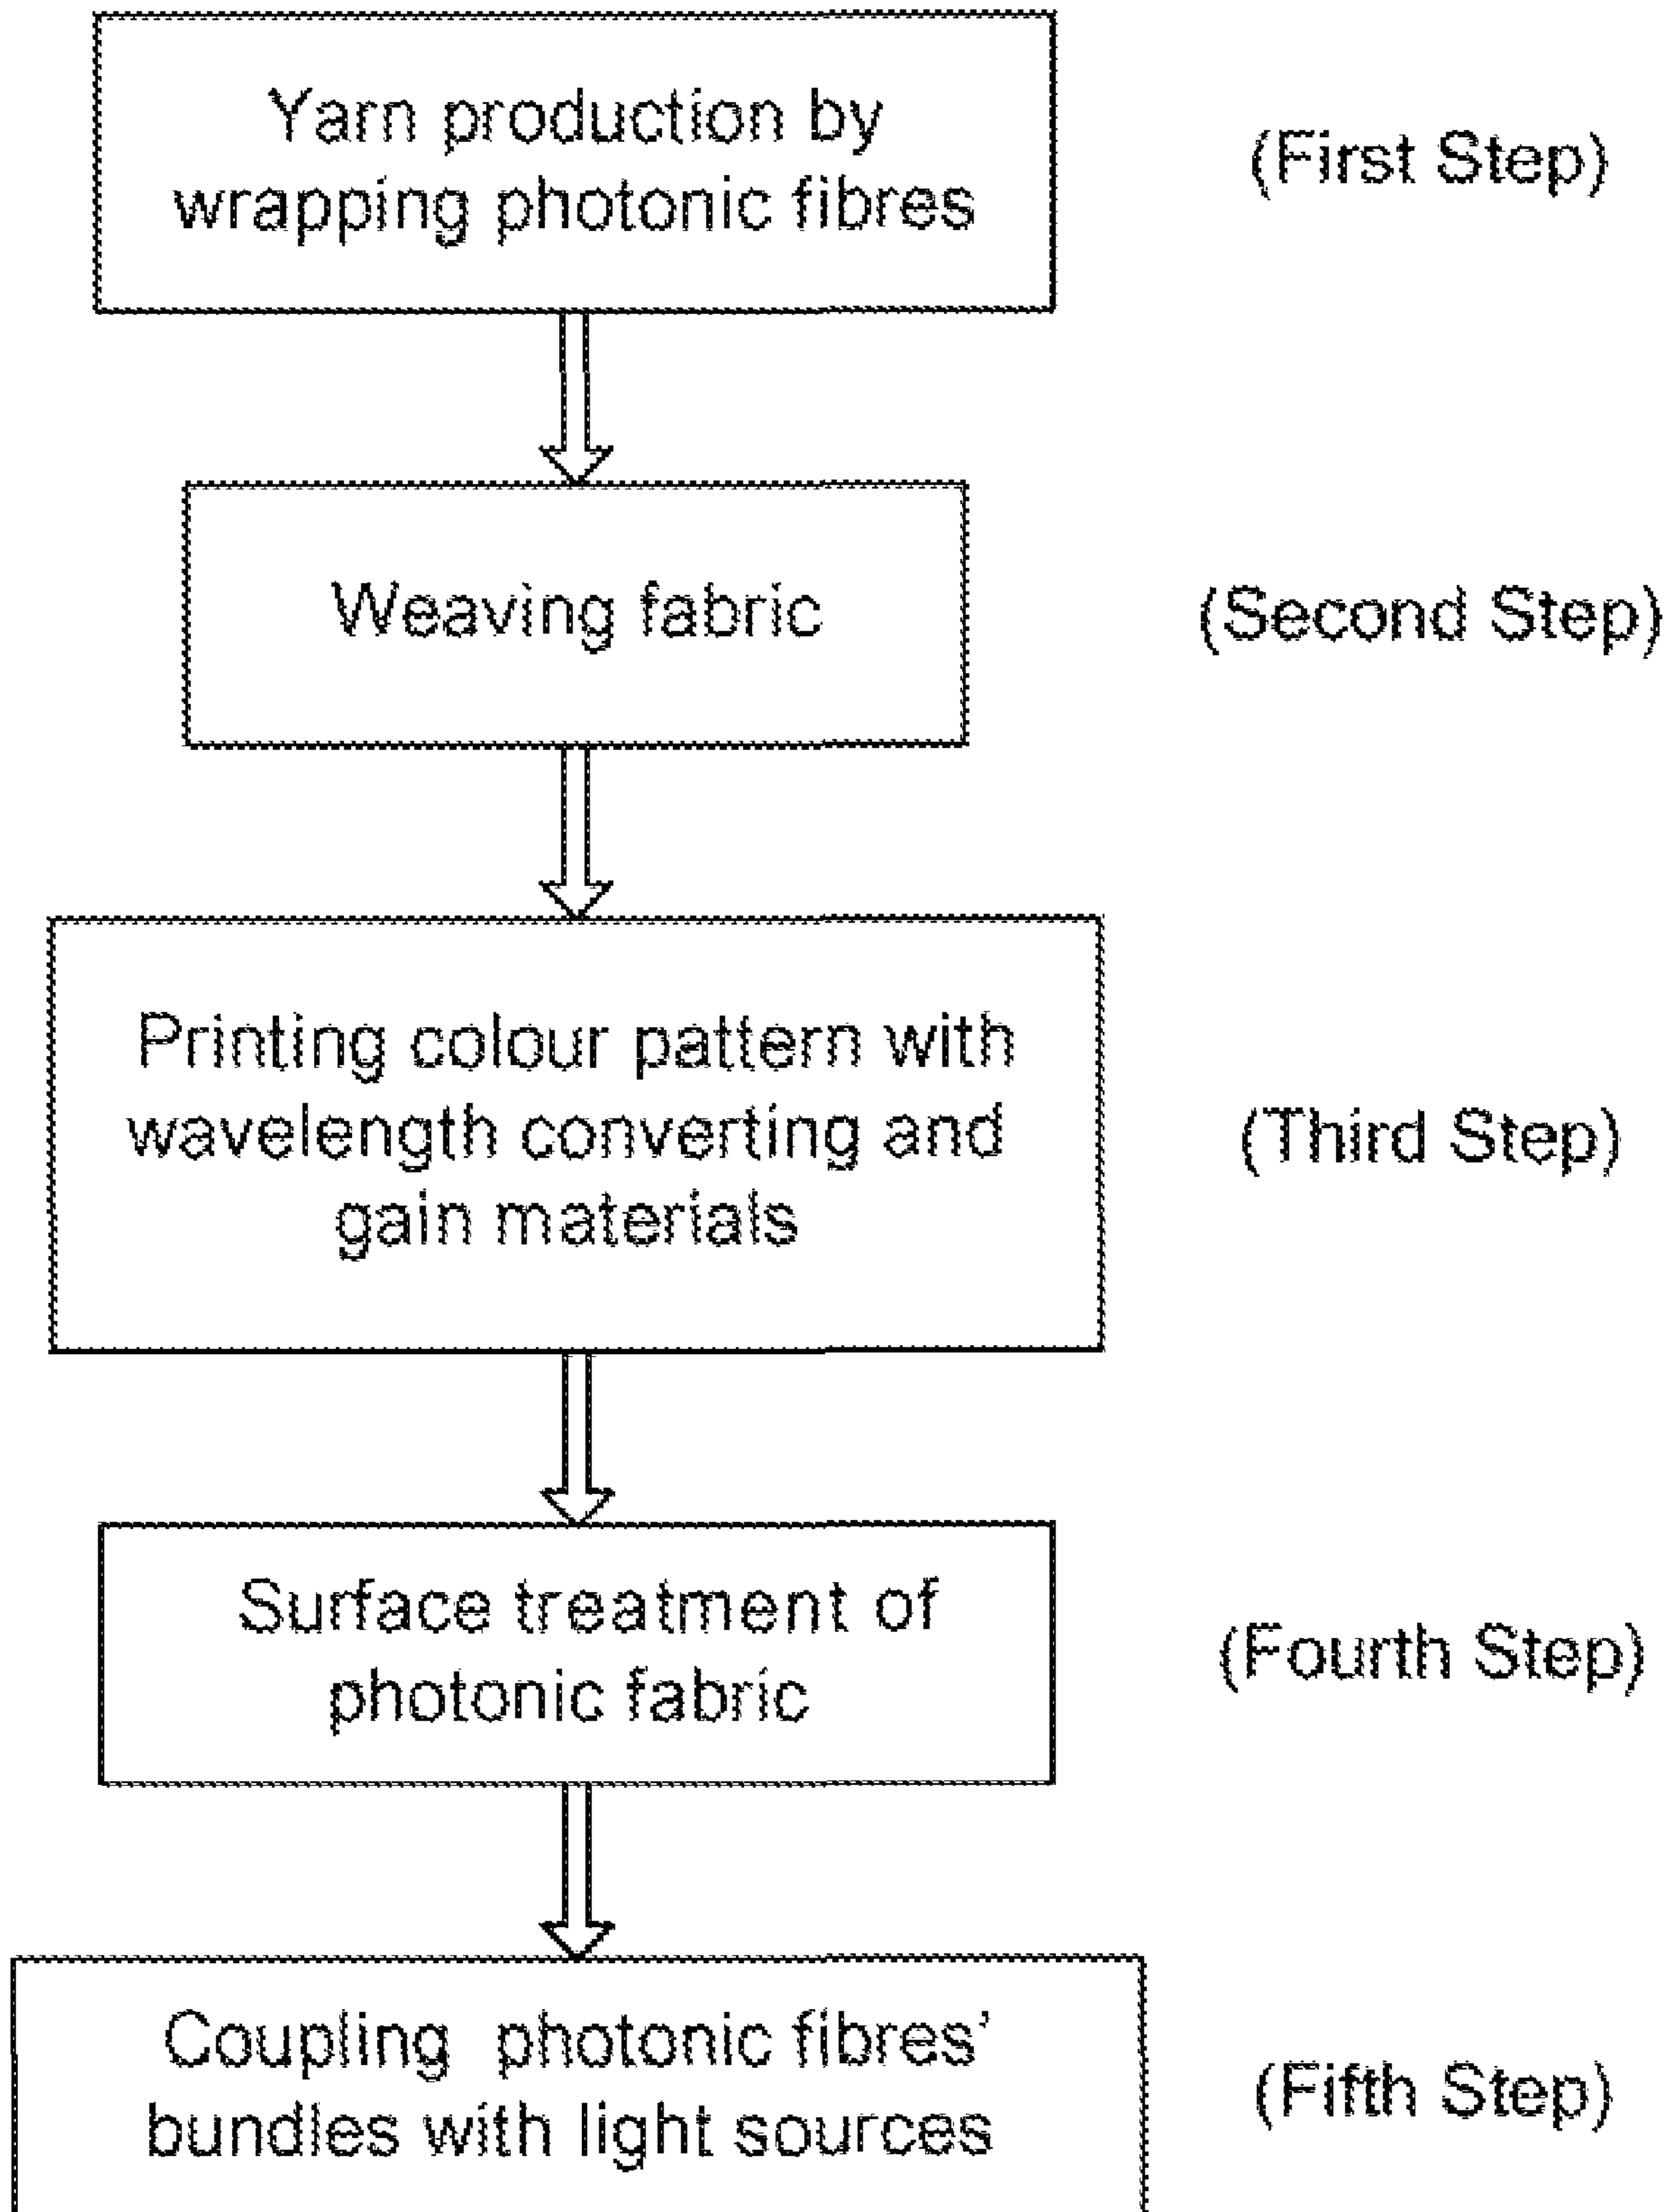 Yarn production by
wrapping photonic fibres
(First Step)
Weaving fabric
(Second Step)
Printing colour pattern with
wavelength converting and
gain materials
(Third Step)
Surface treatment of
photonic fabric
(Fourth Step)
Coupling photonic fibres'
bundles with light sources
(Fifth Step)